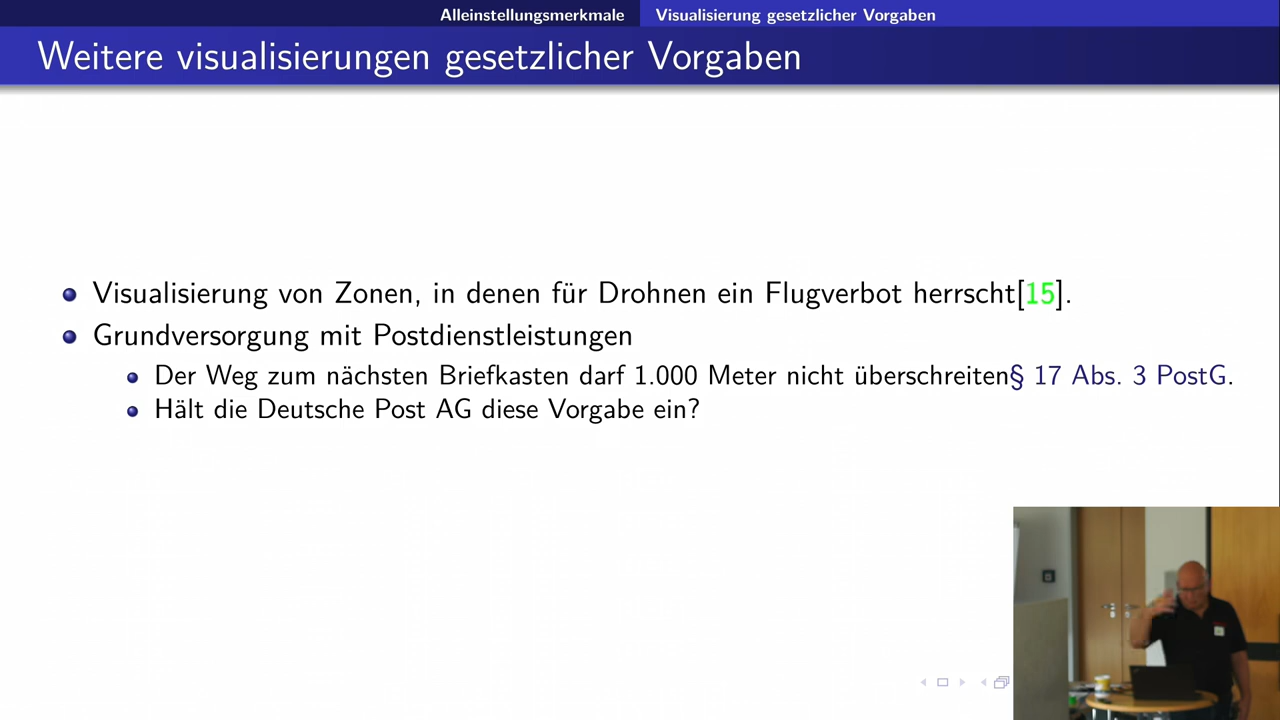 Alleinstellungsmerkmale Visualisierung gesetzlicher Vorgaben
Weitere visualisierungen gesetzlicher Vorgaben
Visualisierung von Zonen, in denen für Drohnen ein Flugverbot herrscht[15].
Grundversorgung mit Postdienstleistungen
Der Weg zum nächsten Briefkasten darf 1.000 Meter nicht überschreiten§ 17 Abs. 3 PostG.
Hält die Deutsche Post AG diese Vorgabe ein?